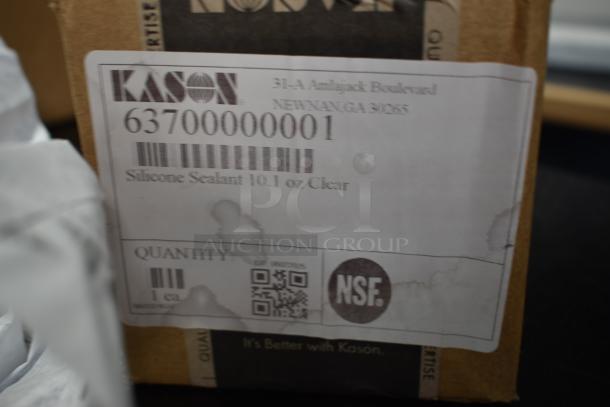 KASON
31-A Amlajack Boulevard
NEWNAN,GA 30265
63700000001
Silicone Sealant 10.1 oz Clear
PCi
AUCTION GROUP
QUANTITY
1 ea.
NSF.
It's Better with Kason.